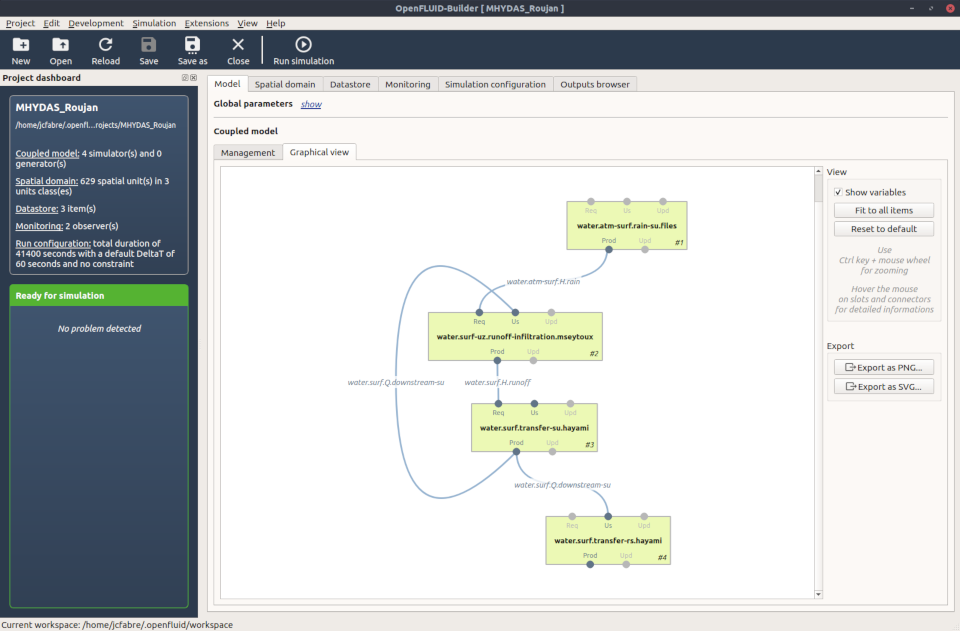 OpenFLUID-Builder [ MHYDAS_Roujan ]
Project Edit Development Simulation Extensions View Help
New Open Reload Save Save as Close Run simulation
Project dashboard
MHYDAS_Roujan
/home/jcfabre/.openfl...rojects/MHYDAS_Roujan
Coupled model: 4 simulator(s) and 0
generator(s)
Spatial domain: 629 spatial unit(s) in 3
units class(es)
Datastore: 3 item(s)
Monitoring: 2 observer(s)
Run configuration: total duration of
41400 seconds with a default DeltaT of
60 seconds and no constraint
Ready for simulation
No problem detected
Model Spatial domain Datastore Monitoring Simulation configuration Outputs browser
Global parameters show
Coupled model
Management Graphical view
Req Us Upd
water.atm-surf.rain-su.files
Prod Upd #1
water.atm-surf.H.rain
Req Us Upd
water.surf-uz.runoff-infiltration.mseytoux
Prod Upd #2
water.surf.Q.downstream-su water.surf.H.runoff
Req Us Upd
water.surf.transfer-su.hayami
Prod Upd #3
water.surf.Q.downstream-su
Req Us Upd
water.surf.transfer-rs.hayami
Prod Upd #4
View
Show variables
Fit to all items
Reset to default
Use
Ctrl key + mouse wheel
for zooming
Hover the mouse
on slots and connectors
for detailed informations
Export
Export as PNG...
Export as SVG...
Current workspace: /home/jcfabre/.openfluid/workspace